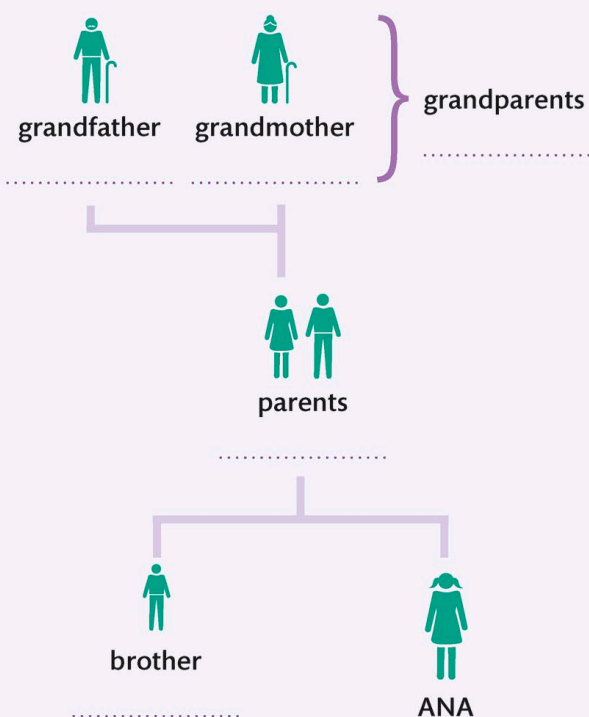 grandfather
grandmother
grandparents
parents
brother
ANA